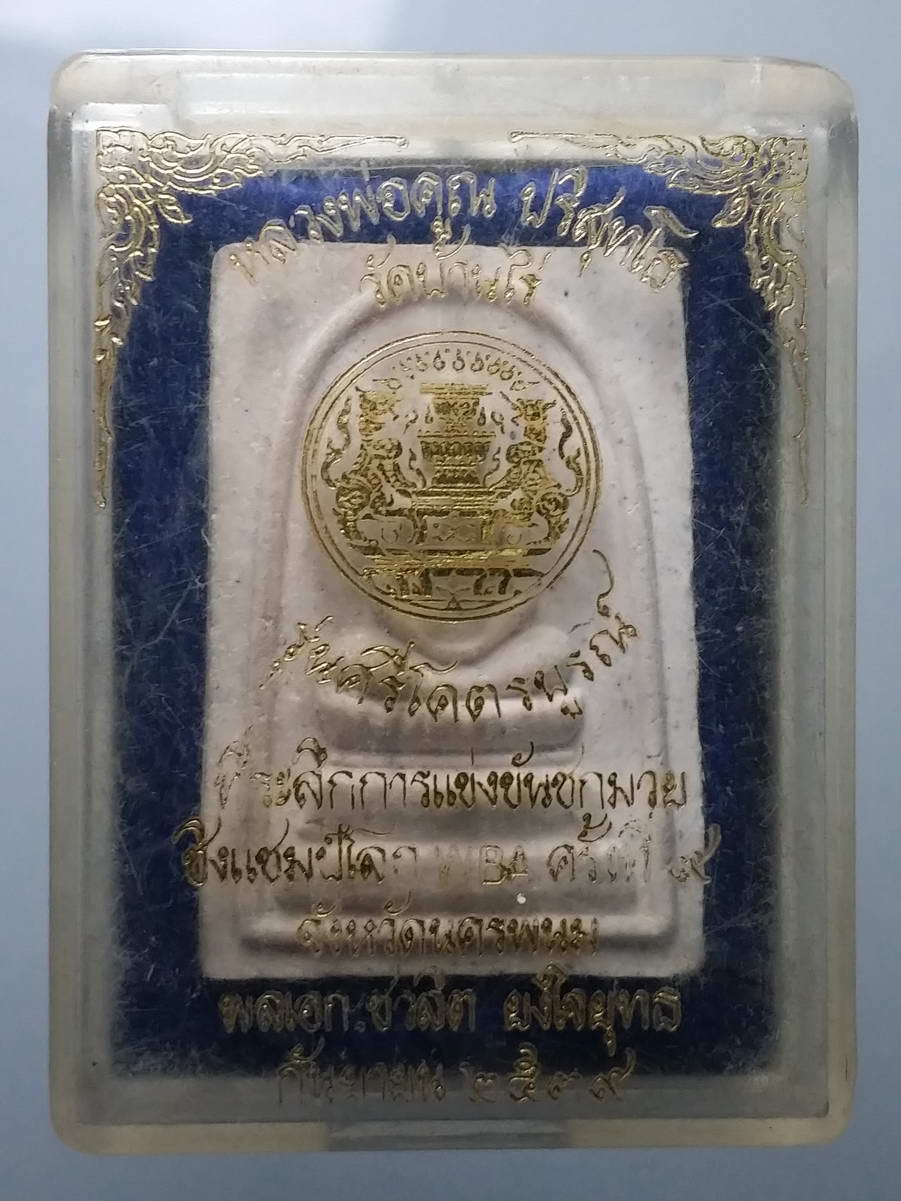 หลวงพ่อคูณ ปริสุทโธ
วัดบ้านไร่
รุ่นศรีโคตรบูรณ์
ที่ระลึกการแข่งขันชกมวย
ชิงแชมป์โลก WBA ครั้งที่ ๙
จังหวัดนครพนม
พลเอก ชวลิต ยงใจยุทธ
กันยายน ๒๕๓๙